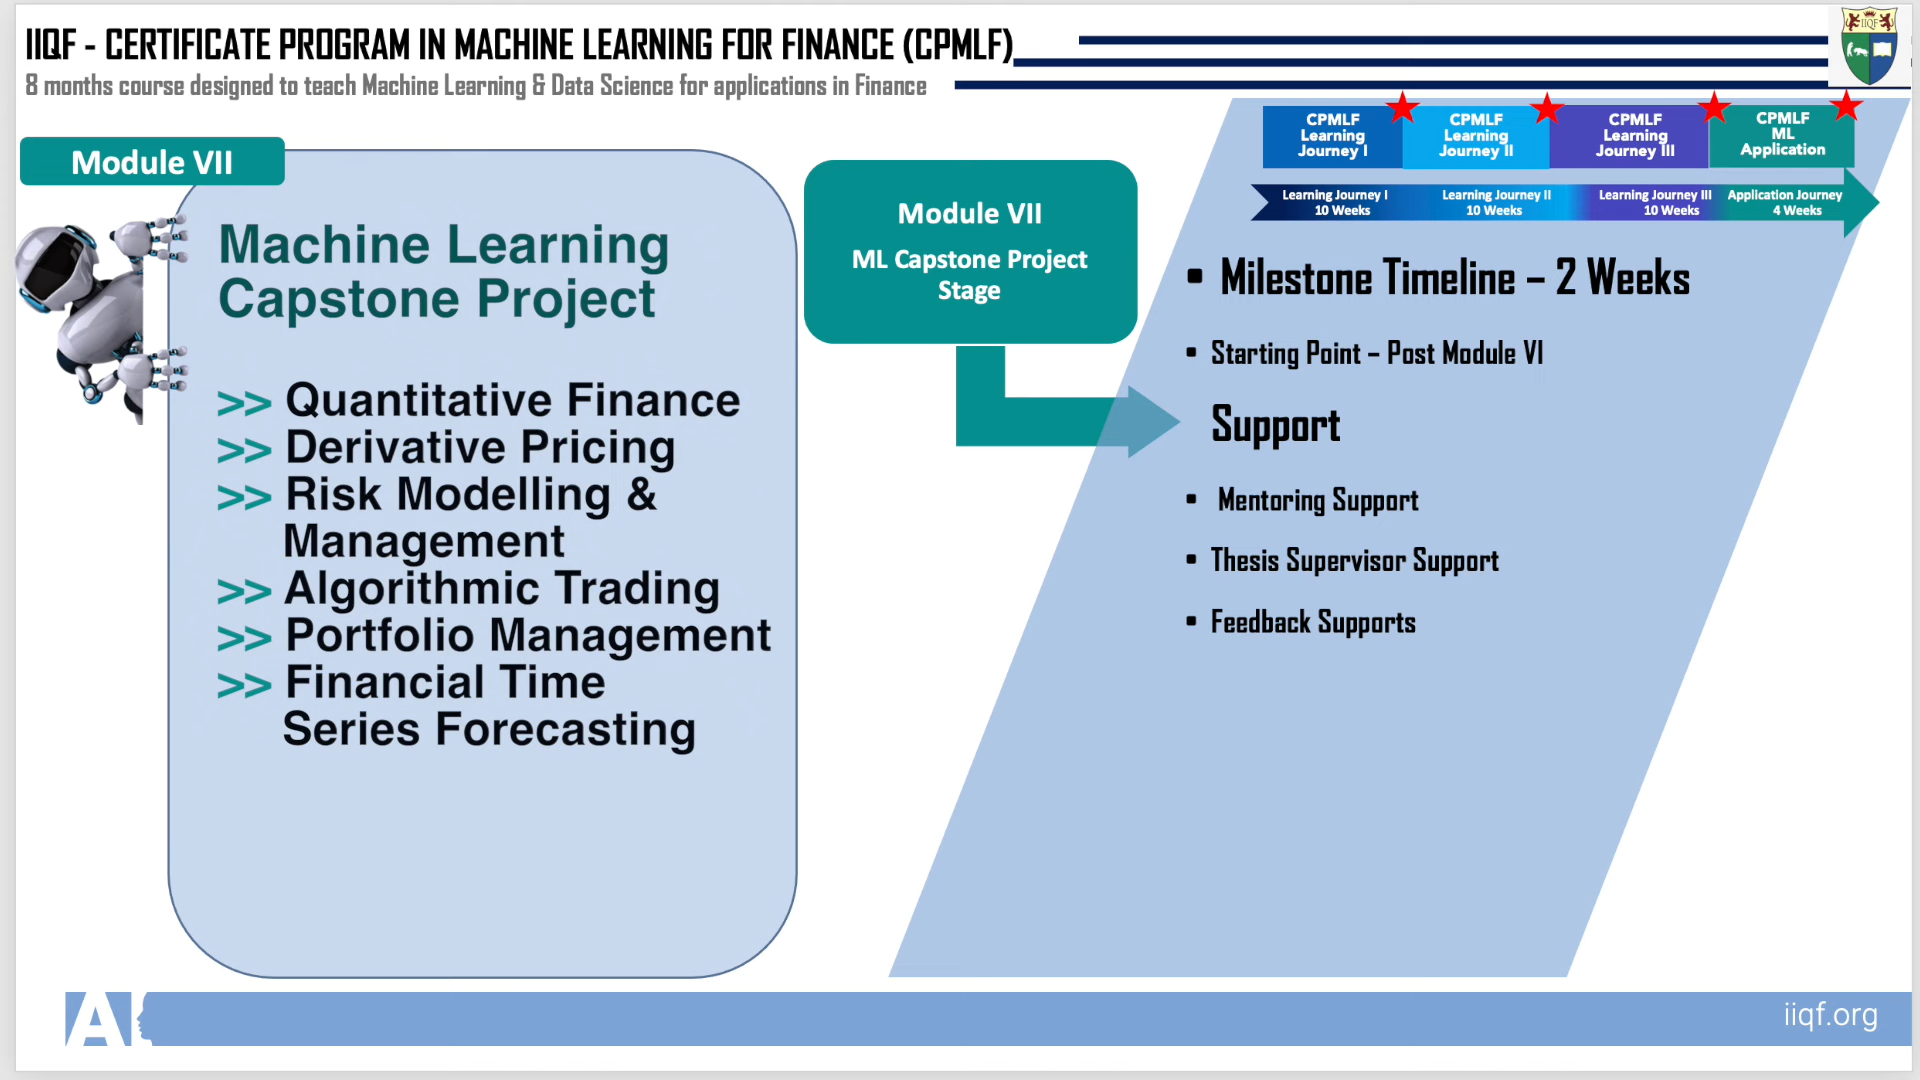 IIQF - CERTIFICATE PROGRAM IN MACHINE LEARNING FOR FINANCE (CPMLF)
8 months course designed to teach Machine Learning & Data Science for applications in Finance
IIQF
Module VII
Machine Learning
Capstone Project
>> Quantitative Finance
>> Derivative Pricing
>> Risk Modelling &
Management
>> Algorithmic Trading
>> Portfolio Management
>> Financial Time
Series Forecasting
Module VII
ML Capstone Project
Stage
CPMLF
Learning
Journey I
CPMLF
Learning
Journey II
CPMLF
Learning
Journey III
CPMLF
ML
Application
Learning Journey I
10 Weeks
Learning Journey II
10 Weeks
Learning Journey III
10 Weeks
Application Journey
4 Weeks
▪ Milestone Timeline – 2 Weeks
▪ Starting Point – Post Module VI
Support
▪ Mentoring Support
▪ Thesis Supervisor Support
▪ Feedback Supports
AI
iiqf.org